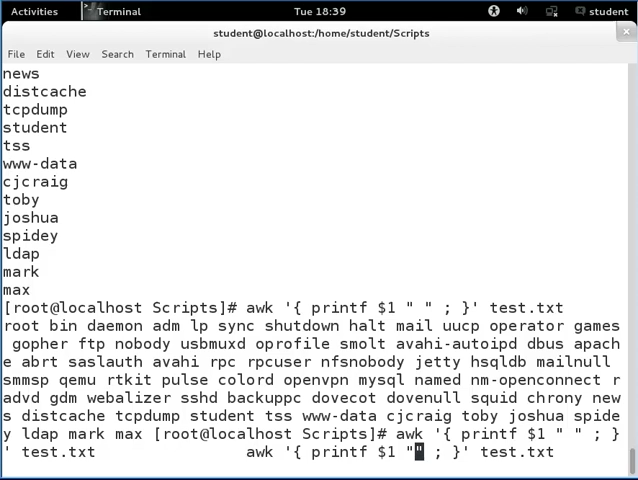 Activities Terminal Tue 18:39 student
student@localhost:/home/student/Scripts
File Edit View Search Terminal Help
news
distcache
tcpdump
student
tss
www-data
cjcraig
toby
joshua
spidey
ldap
mark
max
[root@localhost Scripts]# awk '{ printf $1 " " ; }' test.txt
root bin daemon adm lp sync shutdown halt mail uucp operator games
 gopher ftp nobody usbmuxd oprofile smolt avahi-autoipd dbus apach
e abrt saslauth avahi rpc rpcuser nfsnobody jetty hsqldb mailnull
smmsp qemu rtkit pulse colord openvpn mysql named nm-openconnect r
advd gdm webalizer sshd backuppc dovecot dovenull squid chrony new
s distcache tcpdump student tss www-data cjcraig toby joshua spide
y ldap mark max [root@localhost Scripts]# awk '{ printf $1 " " ; }
' test.txt                awk '{ printf $1 "" ; }' test.txt